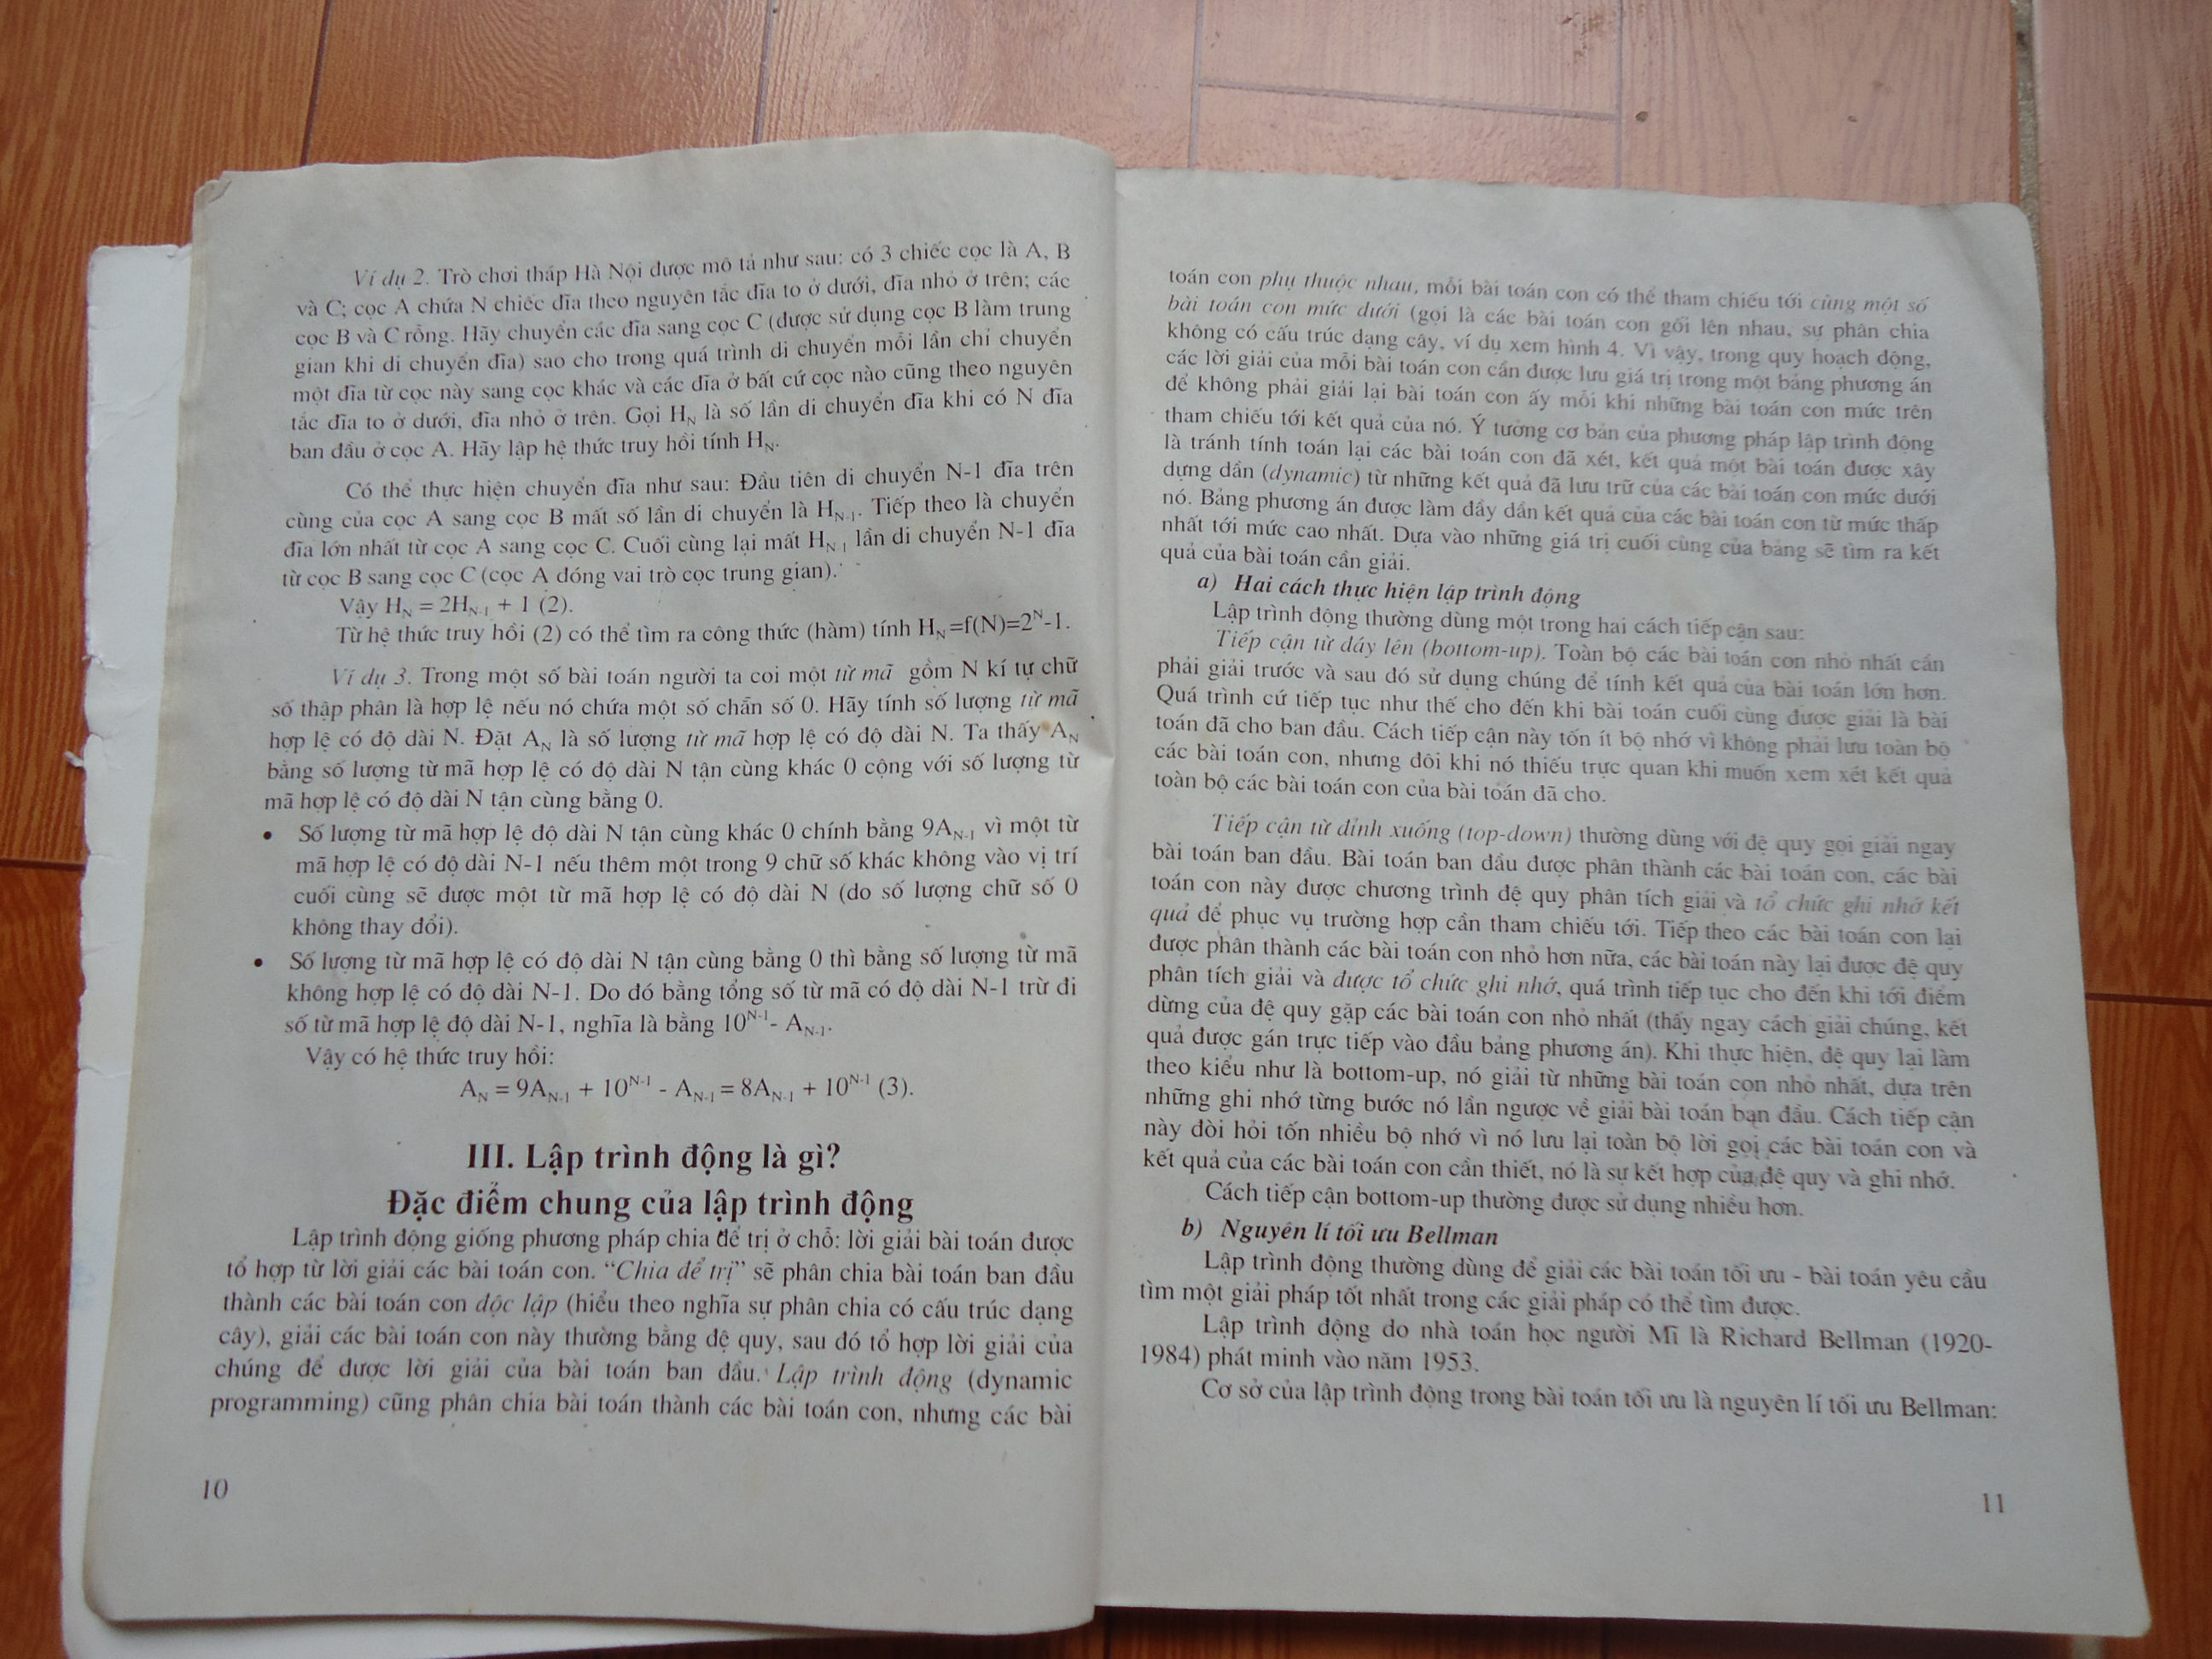 Ví dụ 2. Trò chơi tháp Hà Nội được mô tả như sau: có 3 chiếc cọc là A, B
và C; cọc A chứa N chiếc đĩa theo nguyên tắc đĩa to ở dưới, đĩa nhỏ ở trên; các
cọc B và C rỗng. Hãy chuyển các đĩa sang cọc C (được sử dụng cọc B làm trung
gian khi di chuyển đĩa) sao cho trong quá trình di chuyển mỗi lần chỉ chuyển
một đĩa từ cọc này sang cọc khác và các đĩa ở bất cứ cọc nào cũng theo nguyên
tắc đĩa to ở dưới, đĩa nhỏ ở trên. Gọi H_N là số lần di chuyển đĩa khi có N đĩa
ban đầu ở cọc A. Hãy lập hệ thức truy hồi tính H_N.
Có thể thực hiện chuyển đĩa như sau: Đầu tiên di chuyển N-1 đĩa trên
cùng của cọc A sang cọc B mất số lần di chuyển là H_{N-1}. Tiếp theo là chuyển
đĩa lớn nhất từ cọc A sang cọc C. Cuối cùng lại mất H_{N-1} lần di chuyển N-1 đĩa
từ cọc B sang cọc C (cọc A đóng vai trò cọc trung gian).
Vậy H_N = 2H_{N-1} + 1 (2).
Từ hệ thức truy hồi (2) có thể tìm ra công thức (hàm) tính H_N=f(N)=2^N-1.
Ví dụ 3. Trong một số bài toán người ta coi một từ mã gồm N kí tự chữ
số thập phân là hợp lệ nếu nó chứa một số chẵn số 0. Hãy tính số lượng từ mã
hợp lệ có độ dài N. Đặt A_N là số lượng từ mã hợp lệ có độ dài N. Ta thấy A_N
bằng số lượng từ mã hợp lệ có độ dài N tận cùng khác 0 cộng với số lượng từ
mã hợp lệ có độ dài N tận cùng bằng 0.
• Số lượng từ mã hợp lệ độ dài N tận cùng khác 0 chính bằng 9A_{N-1} vì một từ
mã hợp lệ có độ dài N-1 nếu thêm một trong 9 chữ số khác không vào vị trí
cuối cùng sẽ được một từ mã hợp lệ có độ dài N (do số lượng chữ số 0
không thay đổi).
• Số lượng từ mã hợp lệ có độ dài N tận cùng bằng 0 thì bằng số lượng từ mã
không hợp lệ có độ dài N-1. Do đó bằng tổng số từ mã có độ dài N-1 trừ đi
số từ mã hợp lệ độ dài N-1, nghĩa là bằng 10^{N-1}- A_{N-1}.
Vậy có hệ thức truy hồi:
A_N = 9A_{N-1} + 10^{N-1} - A_{N-1} = 8A_{N-1} + 10^{N-1} (3).
III. Lập trình động là gì?
Đặc điểm chung của lập trình động
Lập trình động giống phương pháp chia để trị ở chỗ: lời giải bài toán được
tổ hợp từ lời giải các bài toán con. “Chia để trị” sẽ phân chia bài toán ban đầu
thành các bài toán con độc lập (hiểu theo nghĩa sự phân chia có cấu trúc dạng
cây), giải các bài toán con này thường bằng đệ quy, sau đó tổ hợp lời giải của
chúng để được lời giải của bài toán ban đầu. Lập trình động (dynamic
programming) cũng phân chia bài toán thành các bài toán con, nhưng các bài
10
toán con phụ thuộc nhau, mỗi bài toán con có thể tham chiếu tới cùng một số
bài toán con mức dưới (gọi là các bài toán con gối lên nhau, sự phân chia
không có cấu trúc dạng cây, ví dụ xem hình 4. Vì vậy, trong quy hoạch động,
các lời giải của mỗi bài toán con cần được lưu giá trị trong một bảng phương án
để không phải giải lại bài toán con ấy mỗi khi những bài toán con mức trên
tham chiếu tới kết quả của nó. Ý tưởng cơ bản của phương pháp lập trình động
là tránh tính toán lại các bài toán con đã xét, kết quả một bài toán được xây
dựng dần (dynamic) từ những kết quả đã lưu trữ của các bài toán con mức dưới
nó. Bảng phương án được làm đầy dần kết quả của các bài toán con từ mức thấp
nhất tới mức cao nhất. Dựa vào những giá trị cuối cùng của bảng sẽ tìm ra kết
quả của bài toán cần giải.
a) Hai cách thực hiện lập trình động
Lập trình động thường dùng một trong hai cách tiếp cận sau:
Tiếp cận từ đáy lên (bottom-up). Toàn bộ các bài toán con nhỏ nhất cần
phải giải trước và sau đó sử dụng chúng để tính kết quả của bài toán lớn hơn.
Quá trình cứ tiếp tục như thế cho đến khi bài toán cuối cùng được giải là bài
toán đã cho ban đầu. Cách tiếp cận này tốn ít bộ nhớ vì không phải lưu toàn bộ
các bài toán con, nhưng đôi khi nó thiếu trực quan khi muốn xem xét kết quả
toàn bộ các bài toán con của bài toán đã cho.
Tiếp cận từ đỉnh xuống (top-down) thường dùng với đệ quy gọi giải ngay
bài toán ban đầu. Bài toán ban đầu được phân thành các bài toán con, các bài
toán con này được chương trình đệ quy phân tích giải và tổ chức ghi nhớ kết
quả để phục vụ trường hợp cần tham chiếu tới. Tiếp theo các bài toán con lại
được phân thành các bài toán con nhỏ hơn nữa, các bài toán này lại được đệ quy
phân tích giải và được tổ chức ghi nhớ, quá trình tiếp tục cho đến khi tới điểm
dừng của đệ quy gặp các bài toán con nhỏ nhất (thấy ngay cách giải chúng, kết
quả được gán trực tiếp vào đầu bảng phương án). Khi thực hiện, đệ quy lại làm
theo kiểu như là bottom-up, nó giải từ những bài toán con nhỏ nhất, dựa trên
những ghi nhớ từng bước nó lần ngược về giải bài toán ban đầu. Cách tiếp cận
này đòi hỏi tốn nhiều bộ nhớ vì nó lưu lại toàn bộ lời gọi các bài toán con và
kết quả của các bài toán con cần thiết, nó là sự kết hợp của đệ quy và ghi nhớ.
Cách tiếp cận bottom-up thường được sử dụng nhiều hơn.
b) Nguyên lí tối ưu Bellman
Lập trình động thường dùng để giải các bài toán tối ưu - bài toán yêu cầu
tìm một giải pháp tốt nhất trong các giải pháp có thể tìm được.
Lập trình động do nhà toán học người Mĩ là Richard Bellman (1920-
1984) phát minh vào năm 1953.
Cơ sở của lập trình động trong bài toán tối ưu là nguyên lí tối ưu Bellman:
11